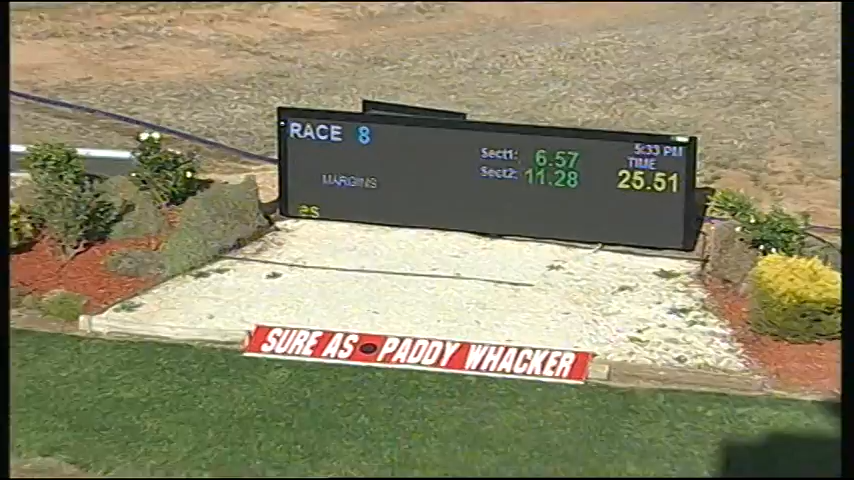 RACE 8
Sect1: 6.57
Sect2: 11.28
5:33 PM
TIME
25.51
MARGINS
SURE AS PADDY WHACKER